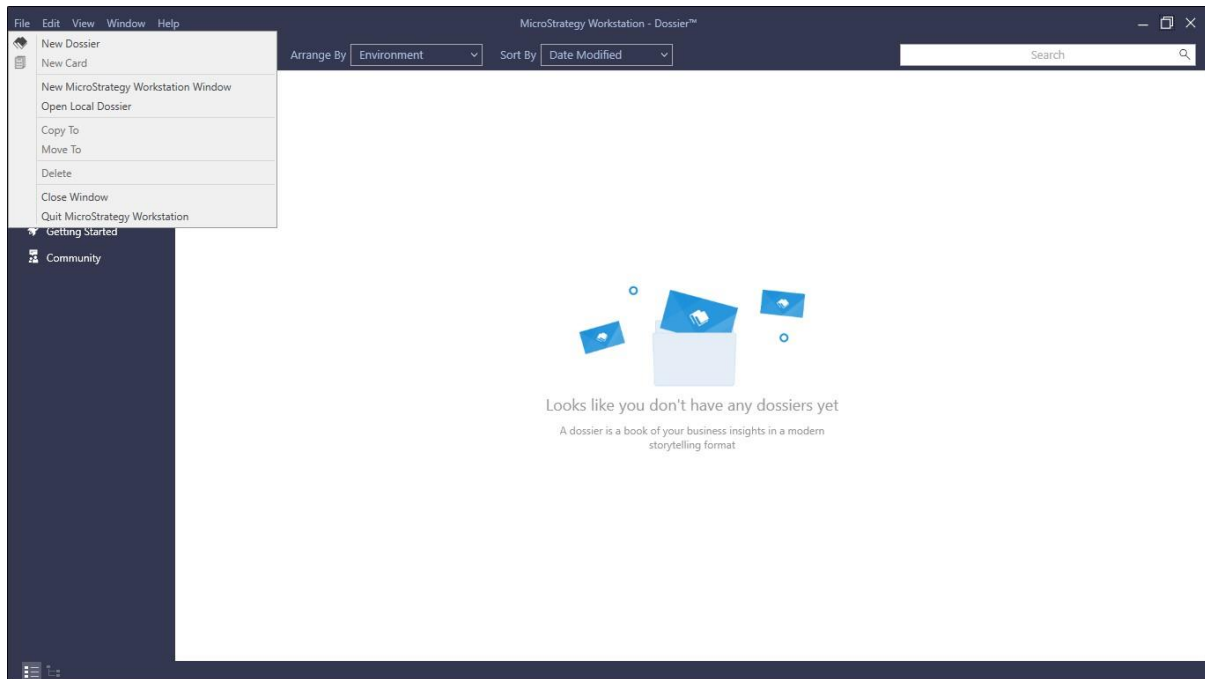 File Edit View Window Help
MicroStrategy Workstation - Dossier™
New Dossier
New Card
New MicroStrategy Workstation Window
Open Local Dossier
Copy To
Move To
Delete
Close Window
Quit MicroStrategy Workstation
Arrange By Environment Sort By Date Modified Search
Getting Started
Community
Looks like you don't have any dossiers yet
A dossier is a book of your business insights in a modern
storytelling format